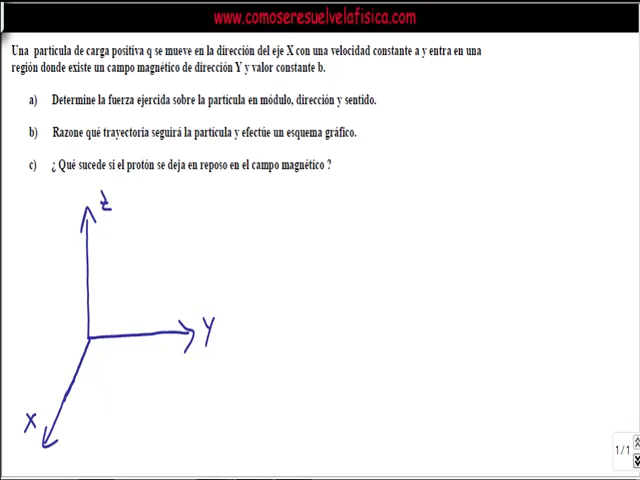 www.comoseresuelvelafisica.com
Una partícula de carga positiva q se mueve en la dirección del eje X con una velocidad constante a y entra en una
región donde existe un campo magnético de dirección Y y valor constante b.
a) Determine la fuerza ejercida sobre la partícula en módulo, dirección y sentido.
b) Razone qué trayectoria seguirá la partícula y efectúe un esquema gráfico.
c) ¿ Qué sucede si el protón se deja en reposo en el campo magnético ?
Z
Y
X
1/1